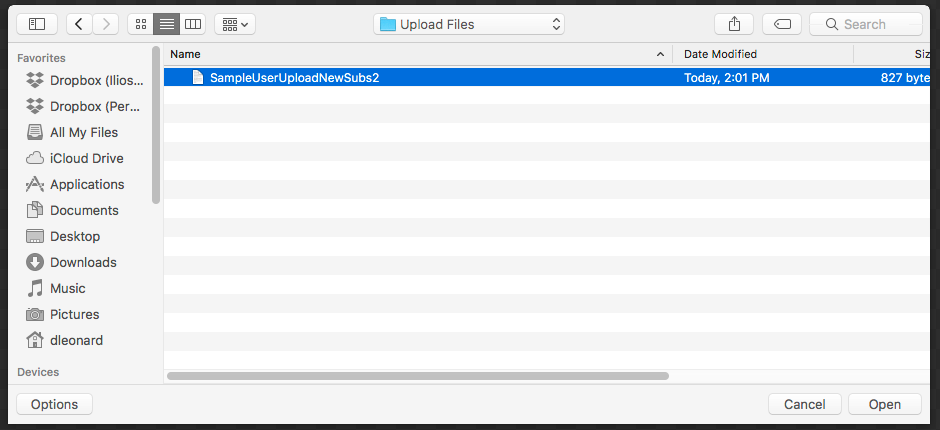 Upload Files
Search
Favorites
Dropbox (Ilios...
Dropbox (Per...
All My Files
iCloud Drive
Applications
Documents
Desktop
Downloads
Music
Pictures
dleonard
Devices
Name Date Modified Siz
SampleUserUploadNewSubs2 Today, 2:01 PM 827 byte
Options Cancel Open